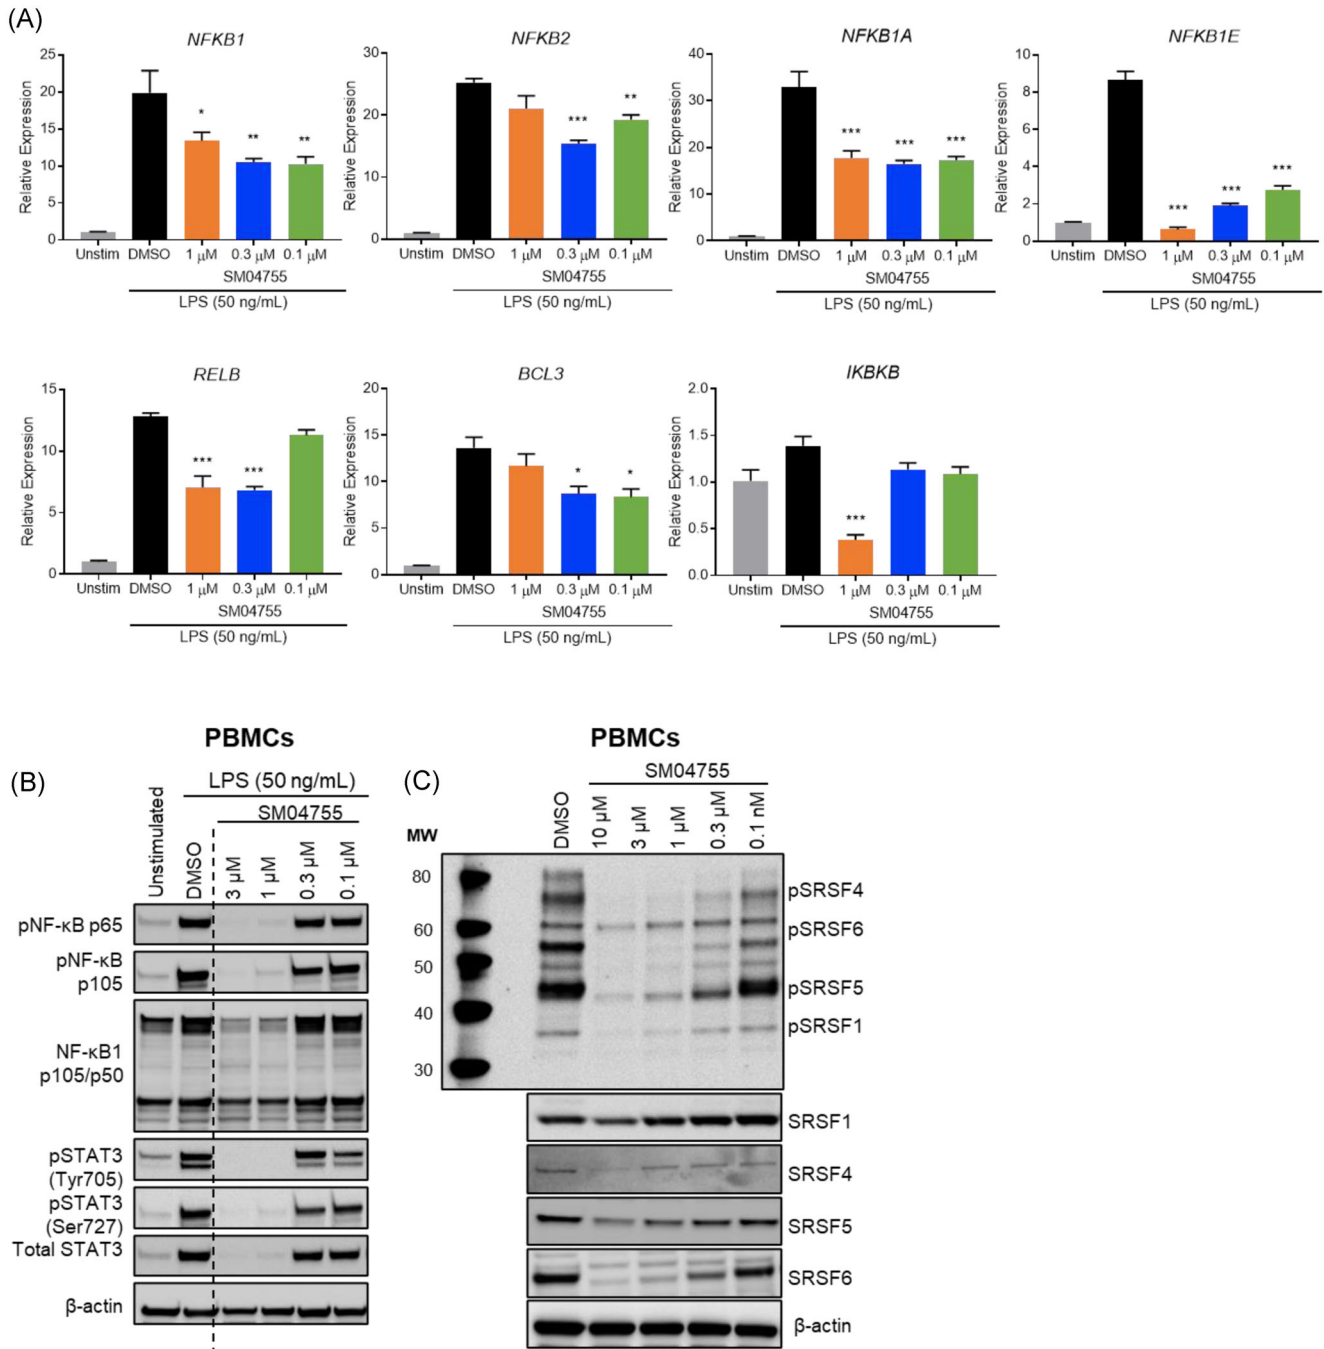 (A)
NFKB1
Relative Expression
25
20
15
10
5
0
*
**
**
Unstim DMSO 1 μM 0.3 μM 0.1 μM
SM04755
LPS (50 ng/mL)
NFKB2
Relative Expression
30
20
10
0
***
**
Unstim DMSO 1 μM 0.3 μM 0.1 μM
SM04755
LPS (50 ng/mL)
NFKB1A
Relative Expression
40
30
20
10
0
***
***
***
Unstim DMSO 1 μM 0.3 μM 0.1 μM
SM04755
LPS (50 ng/mL)
NFKB1E
Relative Expression
10
8
6
4
2
0
***
***
***
Unstim DMSO 1 μM 0.3 μM 0.1 μM
SM04755
LPS (50 ng/mL)
RELB
Relative Expression
15
10
5
0
***
***
Unstim DMSO 1 μM 0.3 μM 0.1 μM
SM04755
LPS (50 ng/mL)
BCL3
Relative Expression
20
15
10
5
0
*
*
Unstim DMSO 1 μM 0.3 μM 0.1 μM
SM04755
LPS (50 ng/mL)
IKBKB
Relative Expression
2.0
1.5
1.0
0.5
0.0
***
Unstim DMSO 1 μM 0.3 μM 0.1 μM
SM04755
LPS (50 ng/mL)
(B)
PBMCs
LPS (50 ng/mL)
SM04755
Unstimulated
DMSO
3 μM
1 μM
0.3 μM
0.1 μM
pNF-κB p65
pNF-κB
p105
NF-κB1
p105/p50
pSTAT3
(Tyr705)
pSTAT3
(Ser727)
Total STAT3
β-actin
(C)
PBMCs
SM04755
MW
DMSO
10 μM
3 μM
1 μM
0.3 μM
0.1 nM
80
60
50
40
30
pSRSF4
pSRSF6
pSRSF5
pSRSF1
SRSF1
SRSF4
SRSF5
SRSF6
β-actin